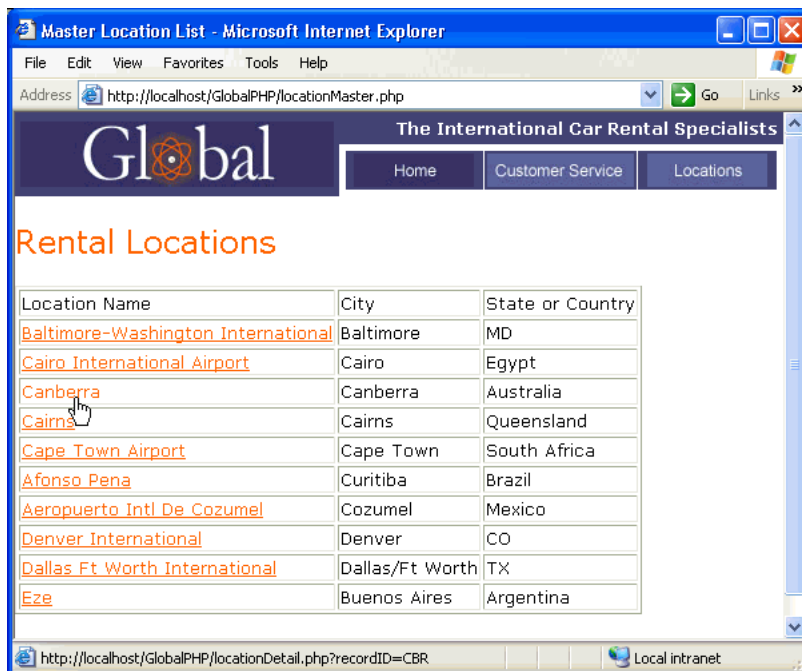 Master Location List - Microsoft Internet Explorer
File Edit View Favorites Tools Help
Address http://localhost/GlobalPHP/locationMaster.php Go Links »
Global
The International Car Rental Specialists
Home Customer Service Locations
Rental Locations
Location Name City State or Country
Baltimore-Washington International Baltimore MD
Cairo International Airport Cairo Egypt
Canberra Canberra Australia
Cairns Cairns Queensland
Cape Town Airport Cape Town South Africa
Afonso Pena Curitiba Brazil
Aeropuerto Intl De Cozumel Cozumel Mexico
Denver International Denver CO
Dallas Ft Worth International Dallas/Ft Worth TX
Eze Buenos Aires Argentina
http://localhost/GlobalPHP/locationDetail.php?recordID=CBR Local intranet